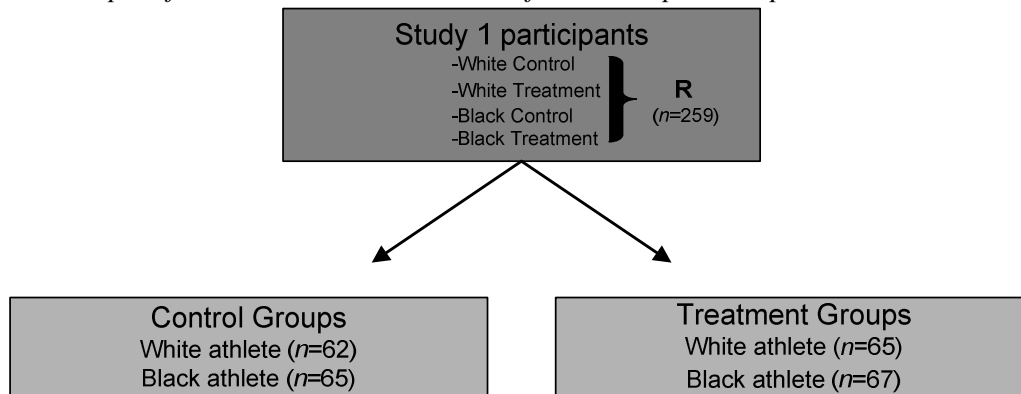 Study 1 participants
-White Control
-White Treatment
-Black Control
-Black Treatment
R
(n=259)
Control Groups
White athlete (n=62)
Black athlete (n=65)
Treatment Groups
White athlete (n=65)
Black athlete (n=67)